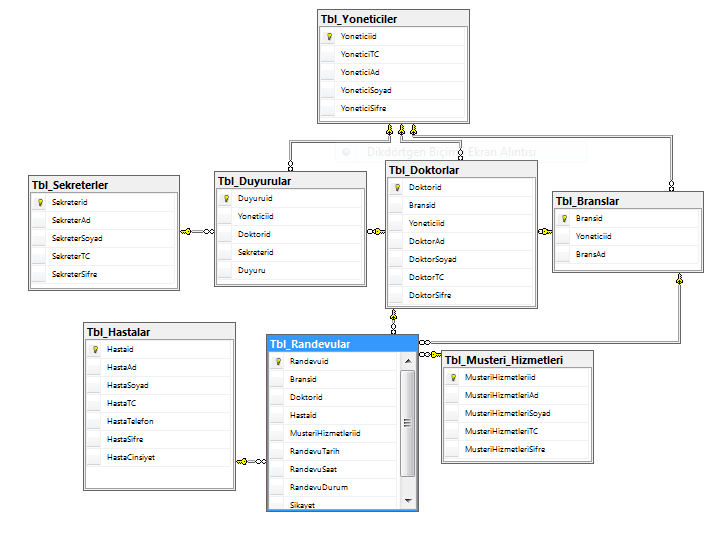 Tbl_Yoneticiler
Yoneticiid
YoneticiTC
YoneticiAd
YoneticiSoyad
YoneticiSifre
Dikdörtgen Biçimli Ekran Alıntısı
Tbl_Sekreterler
Sekreterid
SekreterAd
SekreterSoyad
SekreterTC
SekreterSifre
Tbl_Duyurular
Duyuruid
Yoneticiid
Doktorid
Sekreterid
Duyuru
Tbl_Doktorlar
Doktorid
Bransid
Yoneticiid
DoktorAd
DoktorSoyad
DoktorTC
DoktorSifre
Tbl_Branslar
Bransid
Yoneticiid
BransAd
Tbl_Hastalar
Hastaid
HastaAd
HastaSoyad
HastaTC
HastaTelefon
HastaSifre
HastaCinsiyet
Tbl_Randevular
Randevuid
Bransid
Doktorid
Hastaid
MusteriHizmetleriid
RandevuTarih
RandevuSaat
RandevuDurum
Sikayet
Tbl_Musteri_Hizmetleri
MusteriHizmetleriid
MusteriHizmetleriAd
MusteriHizmetleriSoyad
MusteriHizmetleriTC
MusteriHizmetleriSifre